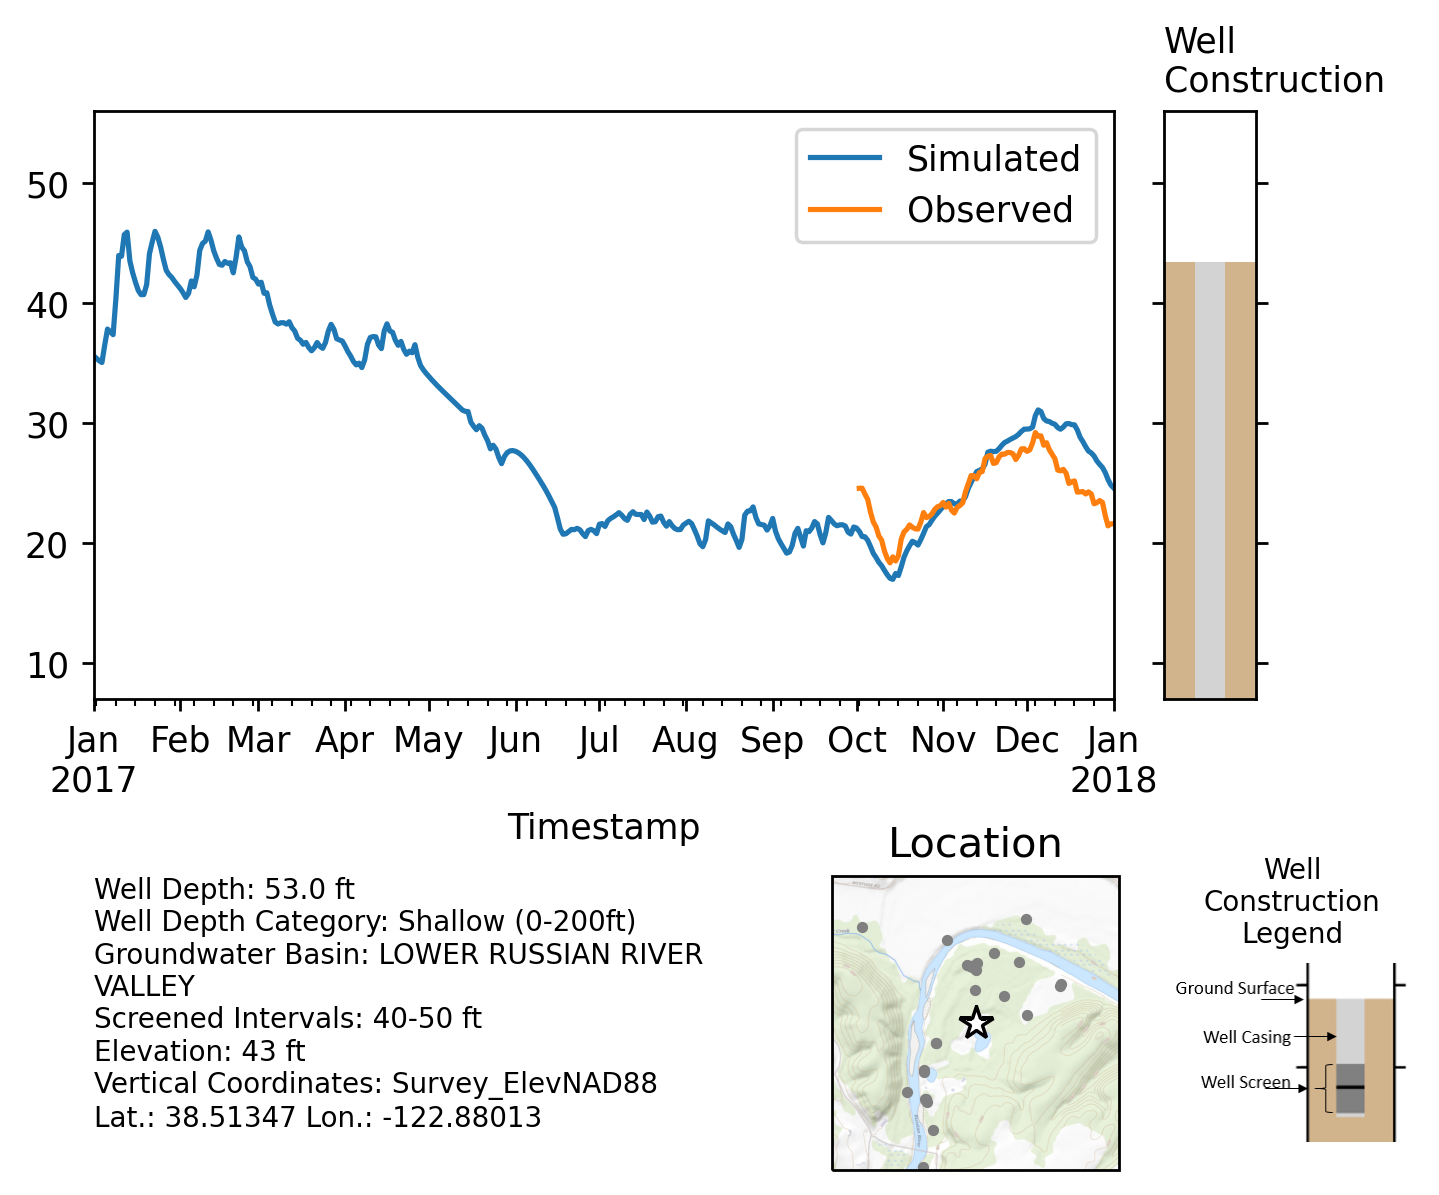 Well
Construction
Simulated
Observed
50
40
30
20
10
Jan
2017
Feb
Mar
Apr
May
Jun
Jul
Aug
Sep
Oct
Nov
Dec
Jan
2018
Timestamp
Well Depth: 53.0 ft
Well Depth Category: Shallow (0-200ft)
Groundwater Basin: LOWER RUSSIAN RIVER
VALLEY
Screened Intervals: 40-50 ft
Elevation: 43 ft
Vertical Coordinates: Survey_ElevNAD88
Lat.: 38.51347 Lon.: -122.88013
Location
Well
Construction
Legend
Ground Surface
Well Casing
Well Screen